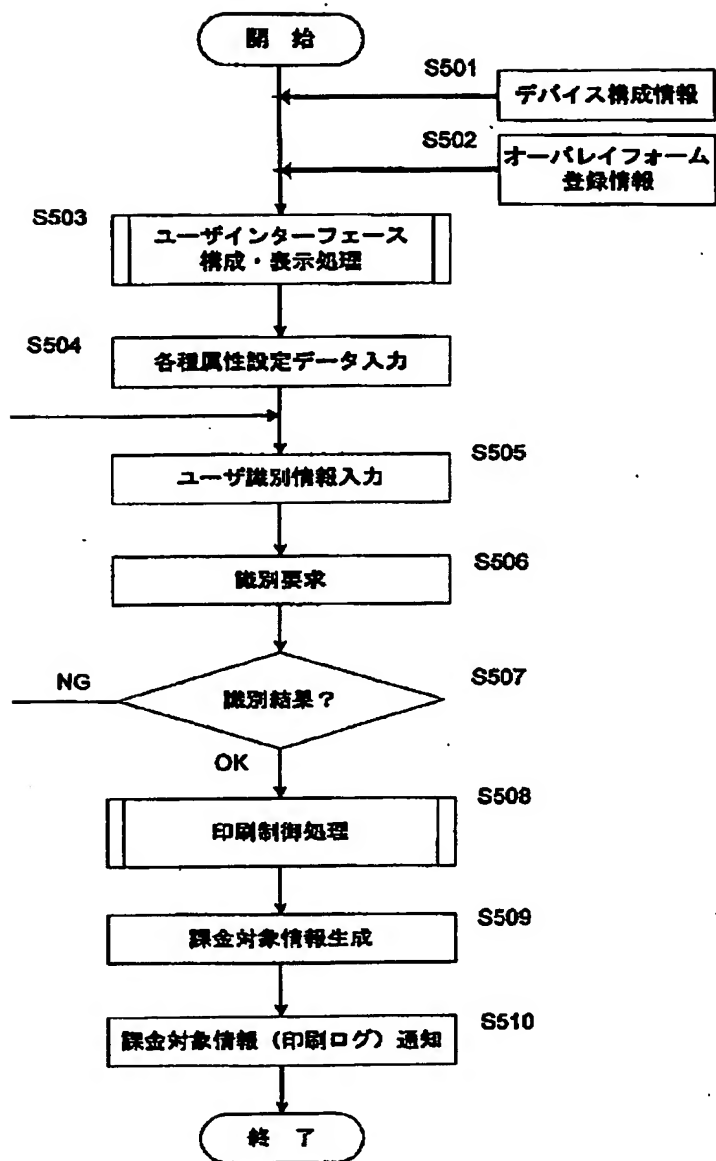 開 始
S501
デバイス構成情報
S502
オーバレイフォーム
登録情報
S503
ユーザインターフェース
構成・表示処理
S504
各種属性設定データ入力
S505
ユーザ識別情報入力
S506
識別要求
S507
NG
識別結果？
OK
S508
印刷制御処理
S509
課金対象情報生成
S510
課金対象情報（印刷ログ）通知
終 了